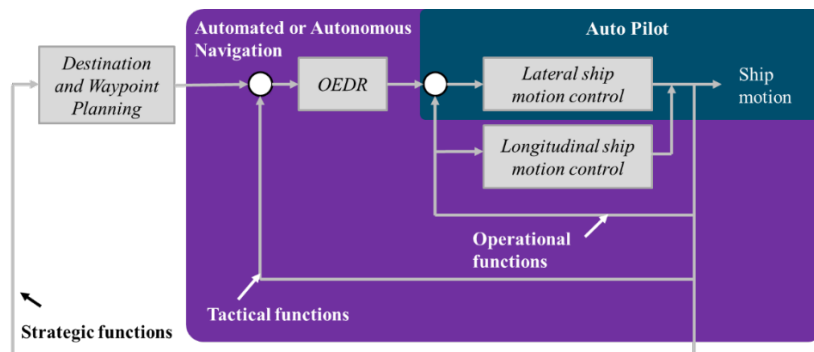 Automated or Autonomous
Navigation
Auto Pilot
Destination
and Waypoint
Planning
OEDR
Lateral ship
motion control
Ship
motion
Longitudinal ship
motion control
Operational
functions
Tactical functions
Strategic functions